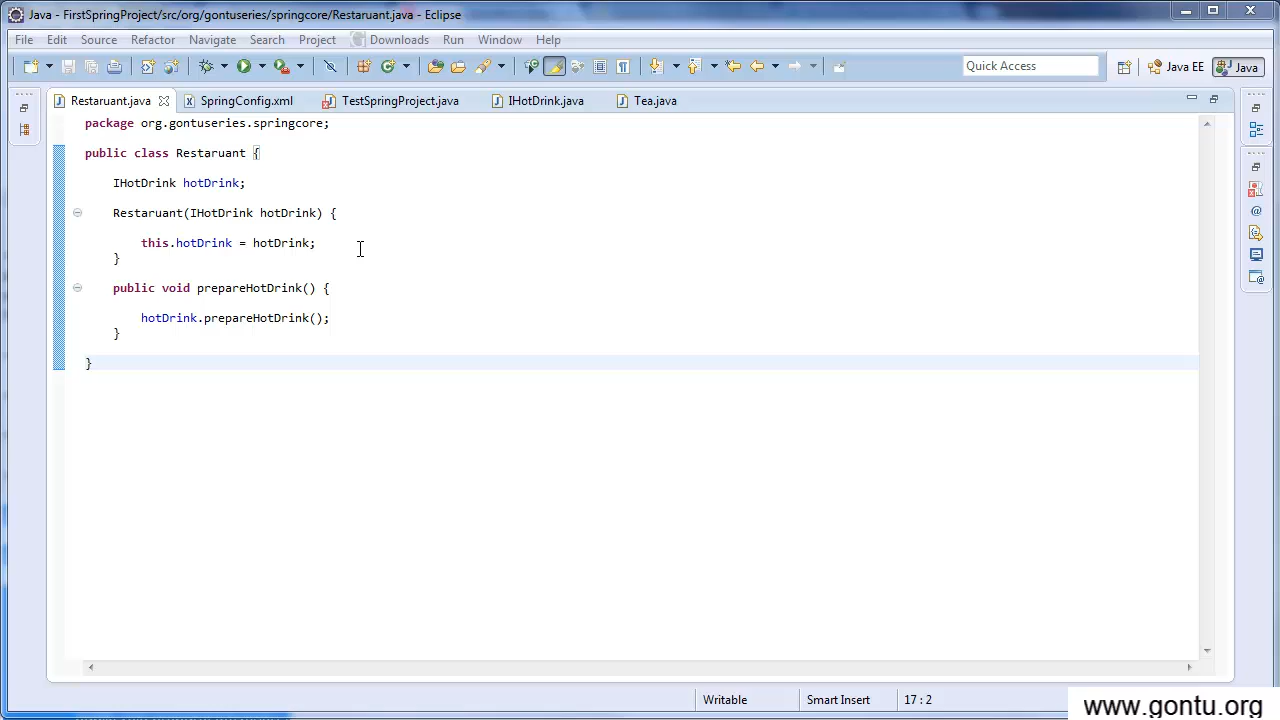 Java - FirstSpringProject/src/org/gontuseries/springcore/Restaruant.java - Eclipse
File Edit Source Refactor Navigate Search Project Downloads Run Window Help
Quick Access Java EE Java
Restaruant.java SpringConfig.xml TestSpringProject.java IHotDrink.java Tea.java
package org.gontuseries.springcore;
public class Restaruant {
IHotDrink hotDrink;
Restaruant(IHotDrink hotDrink) {
this.hotDrink = hotDrink;
}
public void prepareHotDrink() {
hotDrink.prepareHotDrink();
}
}
Writable Smart Insert 17 : 2
www.gontu.org